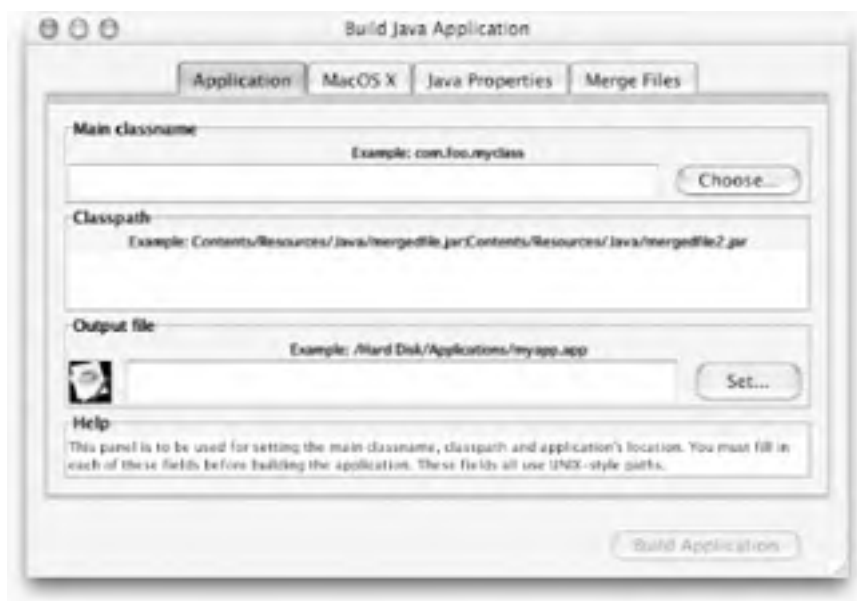 Build Java Application
Application MacOS X Java Properties Merge Files
Main classname
Example: com.foo.myclass
Choose...
Classpath
Example: Contents/Resources/Java/mergedfile.jar:Contents/Resources/Java/mergedfile2.jar
Output file
Example: /Hard Disk/Applications/myapp.app
Set...
Help
This panel is to be used for setting the main classname, classpath and application's location. You must fill in
each of these fields before building the application. These fields all use UNIX-style paths.
Build Application